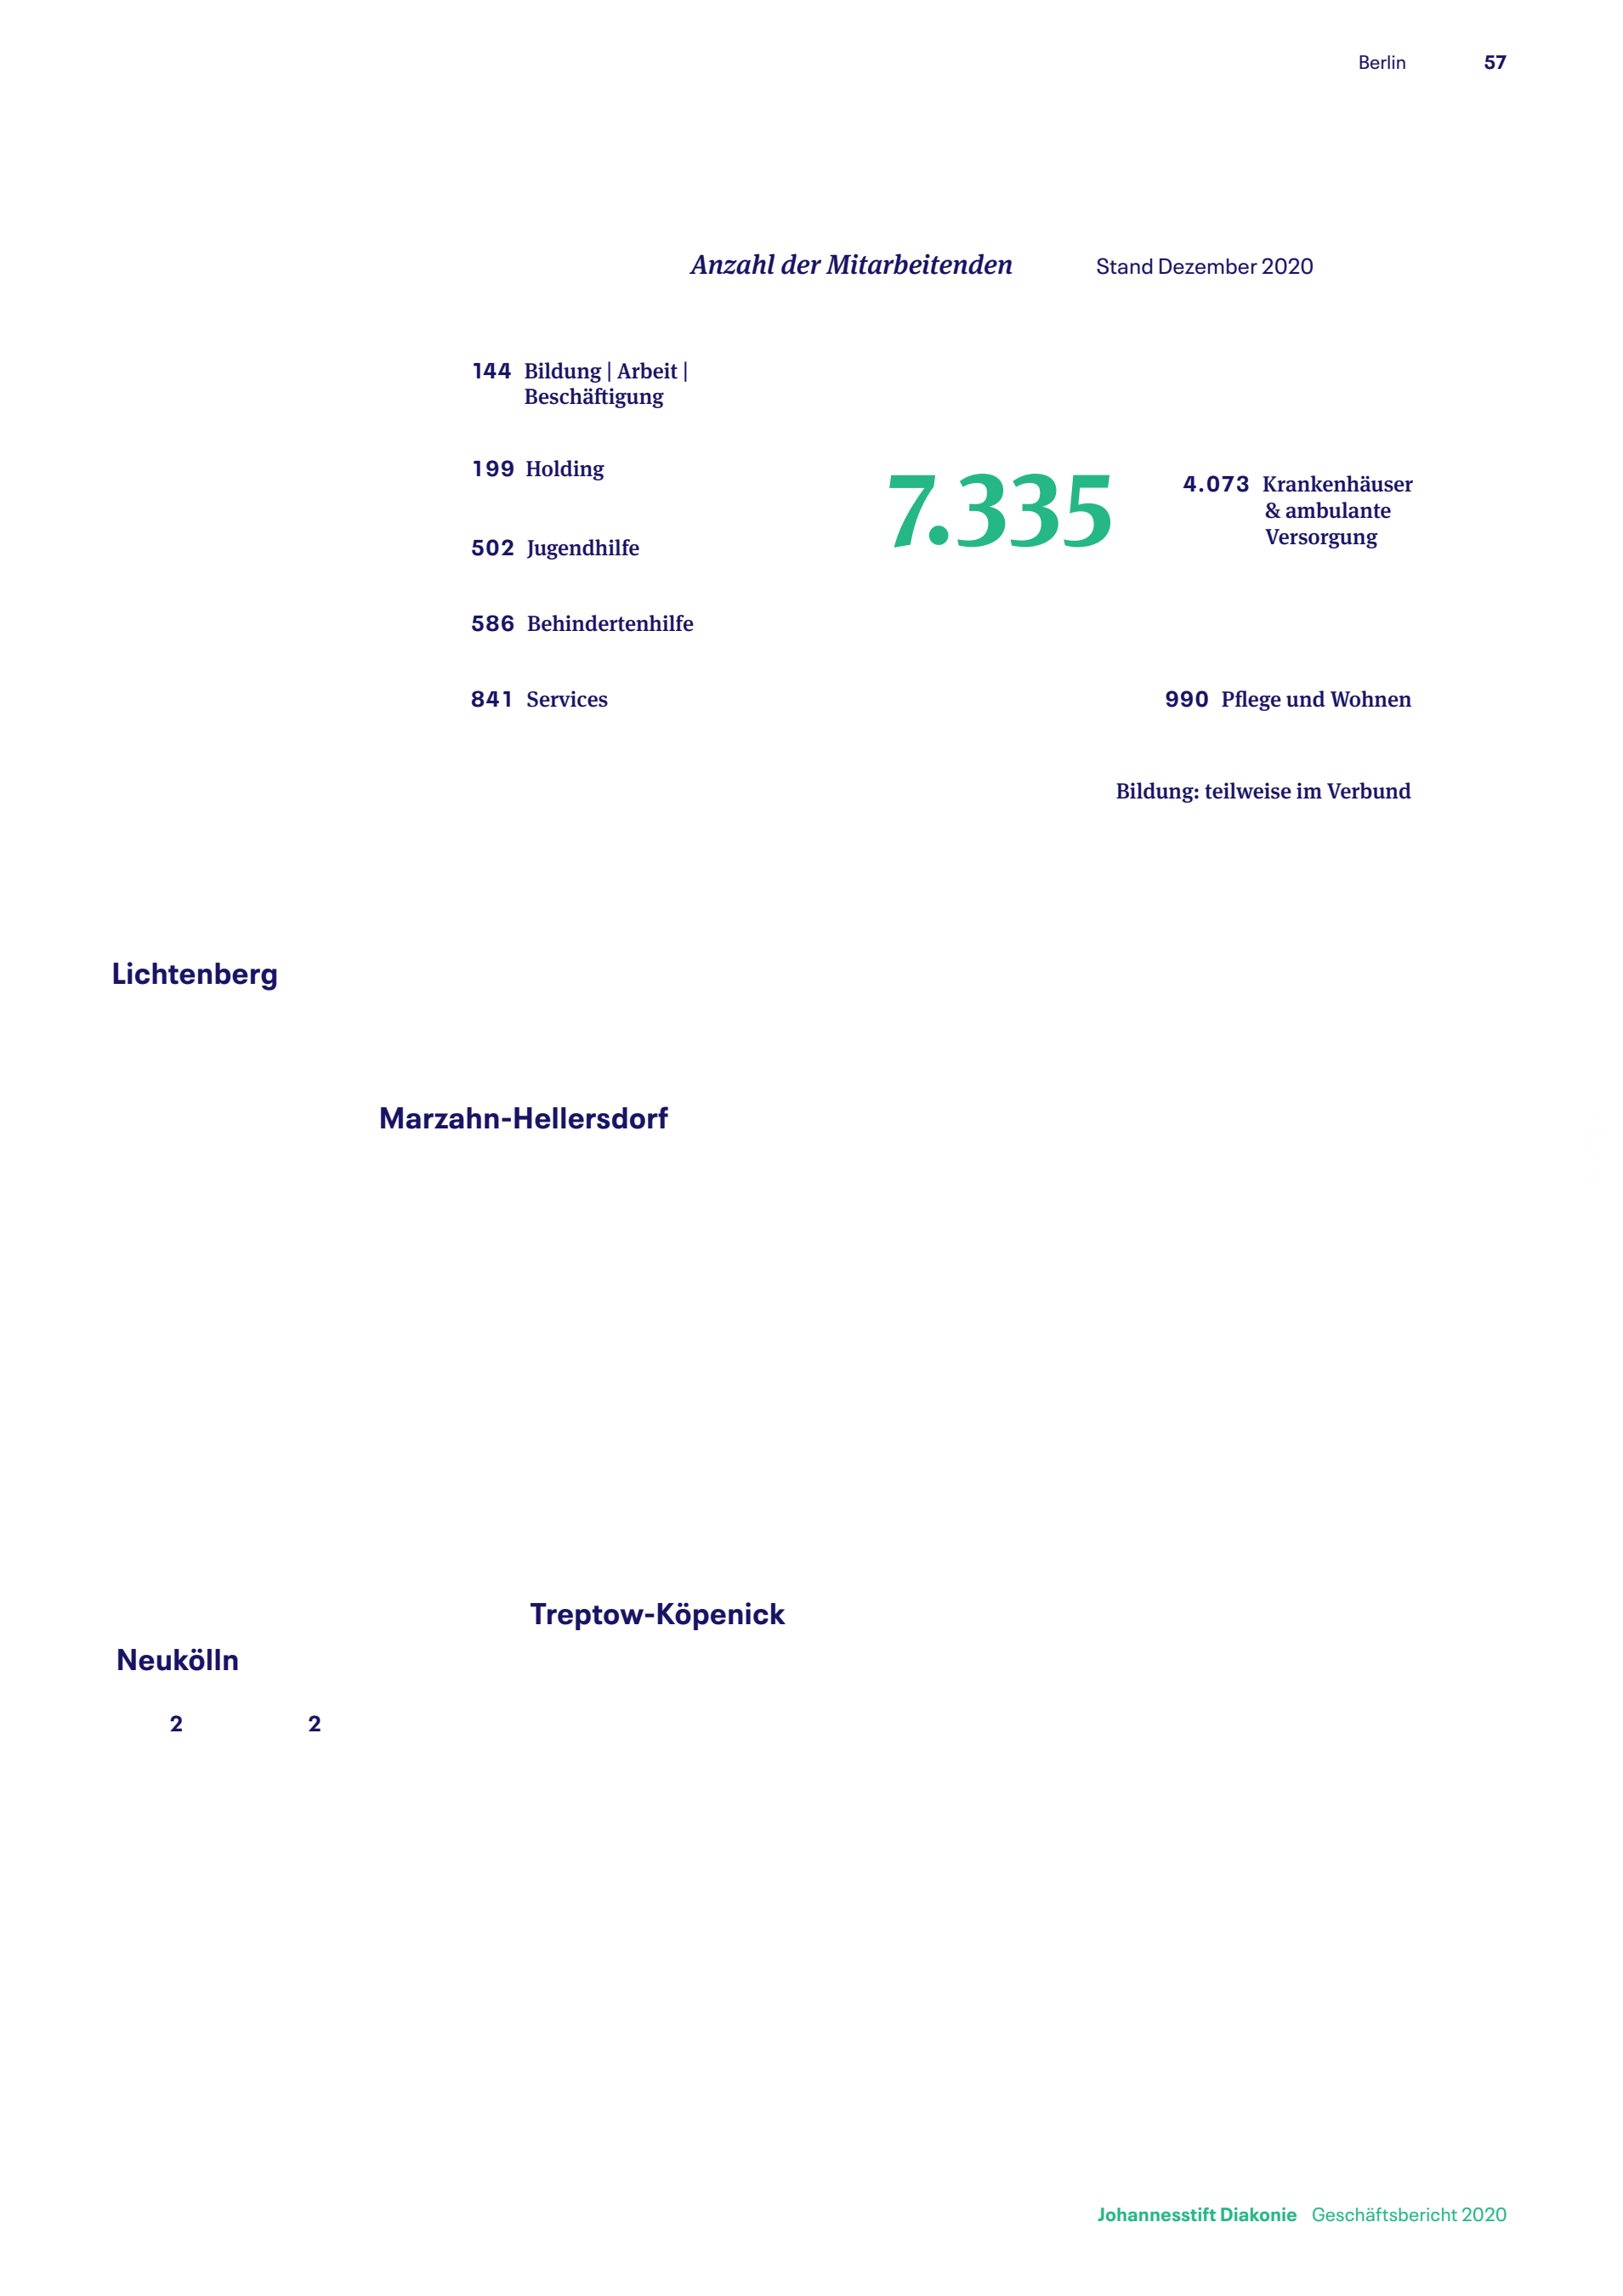 Berlin 57
Anzahl der Mitarbeitenden Stand Dezember 2020
144 Bildung | Arbeit |
Beschäftigung
199 Holding
502 Jugendhilfe
586 Behindertenhilfe
841 Services
7.335
4.073 Krankenhäuser
& ambulante
Versorgung
990 Pflege und Wohnen
Bildung: teilweise im Verbund
Lichtenberg
Marzahn-Hellersdorf
Treptow-Köpenick
Neukölln
2 2
Johannesstift Diakonie Geschäftsbericht 2020